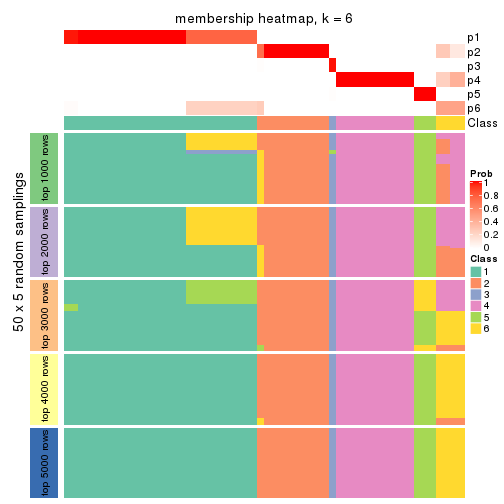 membership heatmap, k = 6
p1
p2
p3
p4
p5
p6
Class
50 x 5 random samplings
top 1000 rows
top 2000 rows
top 3000 rows
top 4000 rows
top 5000 rows
Prob
1
0.8
0.6
0.4
0.2
0
Class
1
2
3
4
5
6